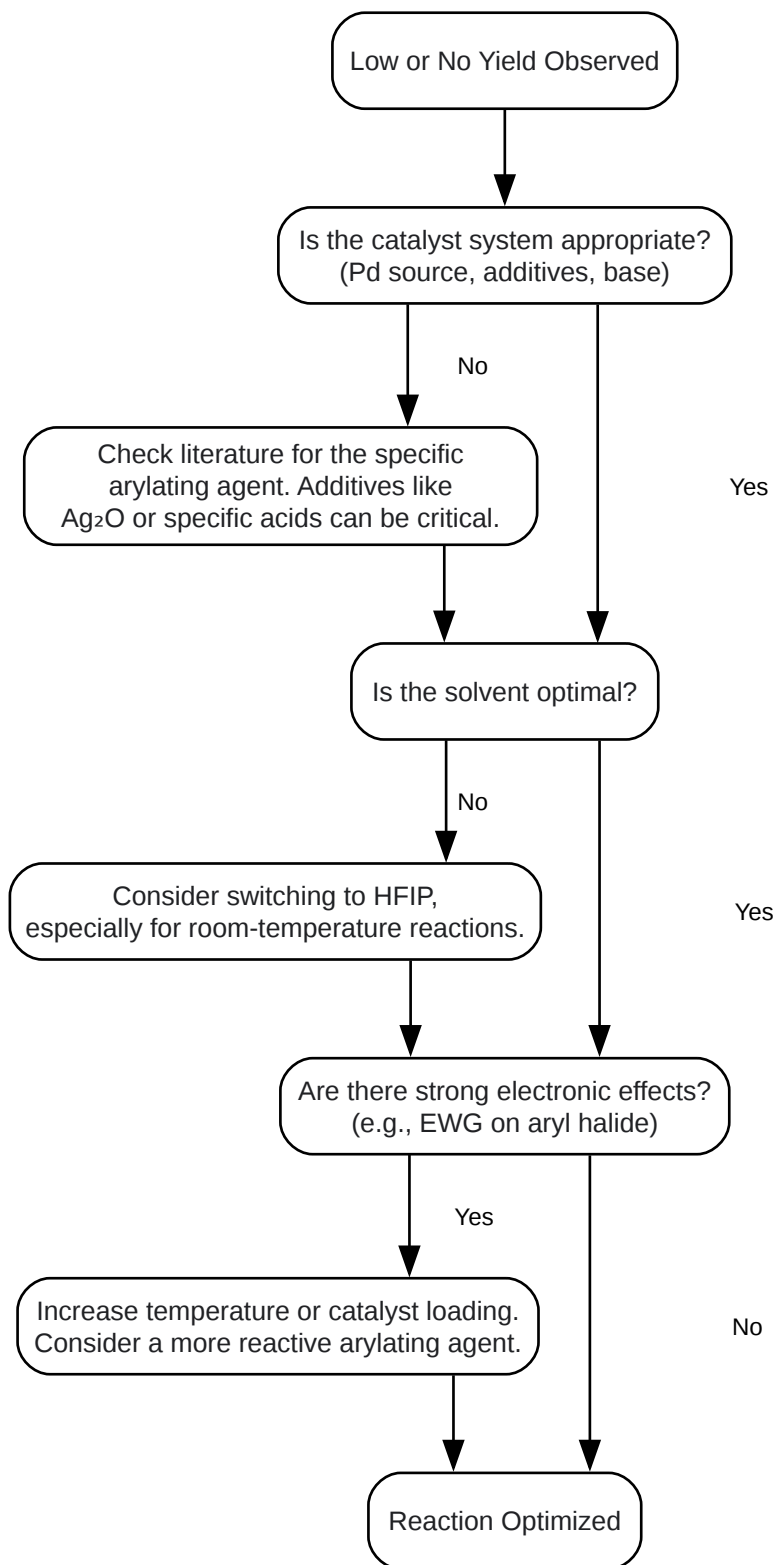 Low or No Yield Observed
Is the catalyst system appropriate?
(Pd source, additives, base)
No
Check literature for the specific
arylating agent. Additives like
Ag₂O or specific acids can be critical.
Yes
Is the solvent optimal?
No
Consider switching to HFIP,
especially for room-temperature reactions.
Yes
Are there strong electronic effects?
(e.g., EWG on aryl halide)
Yes
Increase temperature or catalyst loading.
Consider a more reactive arylating agent.
No
Reaction Optimized